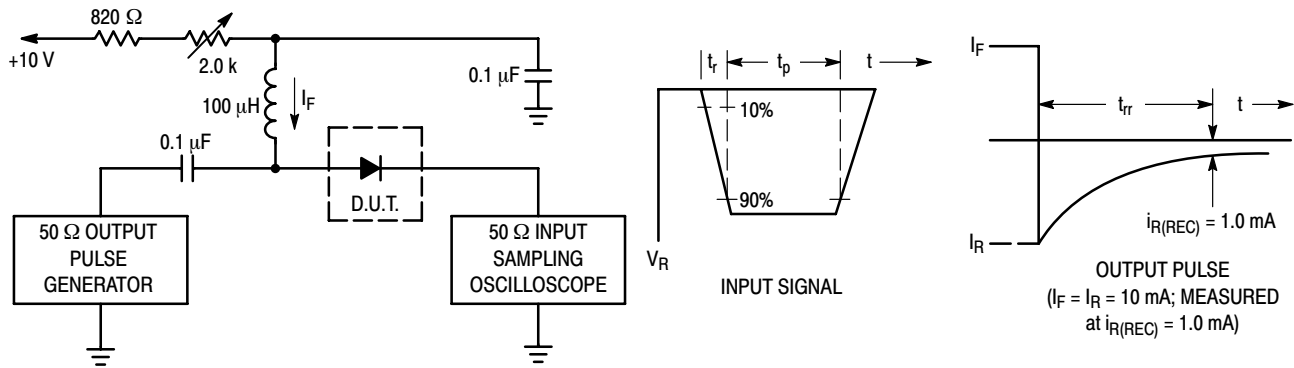 820 Ω
+10 V
2.0 k
100 μH
I_F
0.1 μF
0.1 μF
D.U.T.
50 Ω OUTPUT
PULSE
GENERATOR
50 Ω INPUT
SAMPLING
OSCILLOSCOPE
t_r
t_p
t
10%
90%
V_R
INPUT SIGNAL
I_F
t_rr
t
i_R(REC) = 1.0 mA
I_R
OUTPUT PULSE
(I_F = I_R = 10 mA; MEASURED
at i_R(REC) = 1.0 mA)